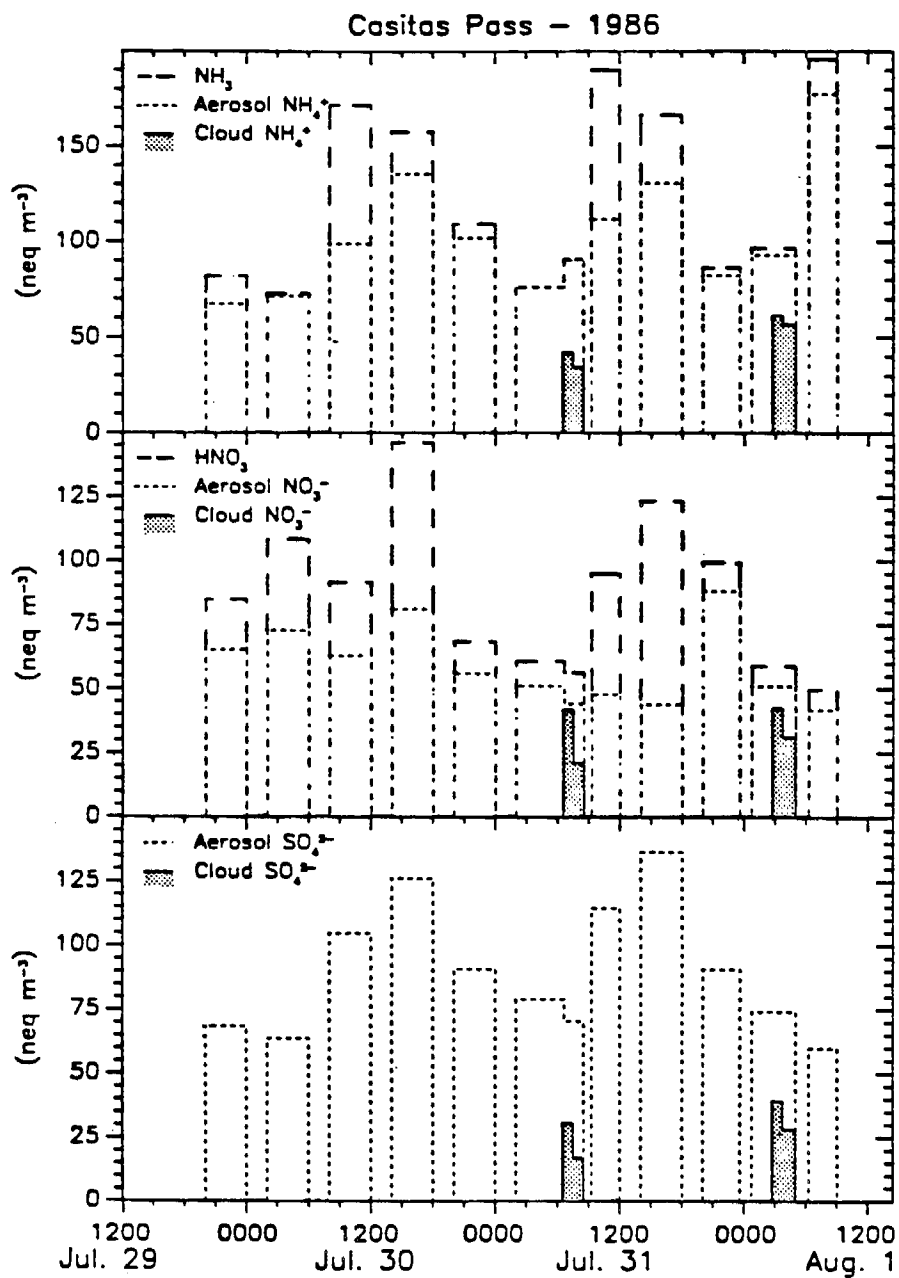 Casitas Pass – 1986
NH₃
Aerosol NH₄⁺
Cloud NH₄⁺
150
100
50
0
(neq m⁻³)
HNO₃
Aerosol NO₃⁻
Cloud NO₃⁻
125
100
75
50
25
0
(neq m⁻³)
Aerosol SO₄²⁻
Cloud SO₄²⁻
125
100
75
50
25
0
(neq m⁻³)
1200 0000 1200 0000 1200 0000 1200
Jul. 29 Jul. 30 Jul. 31 Aug. 1